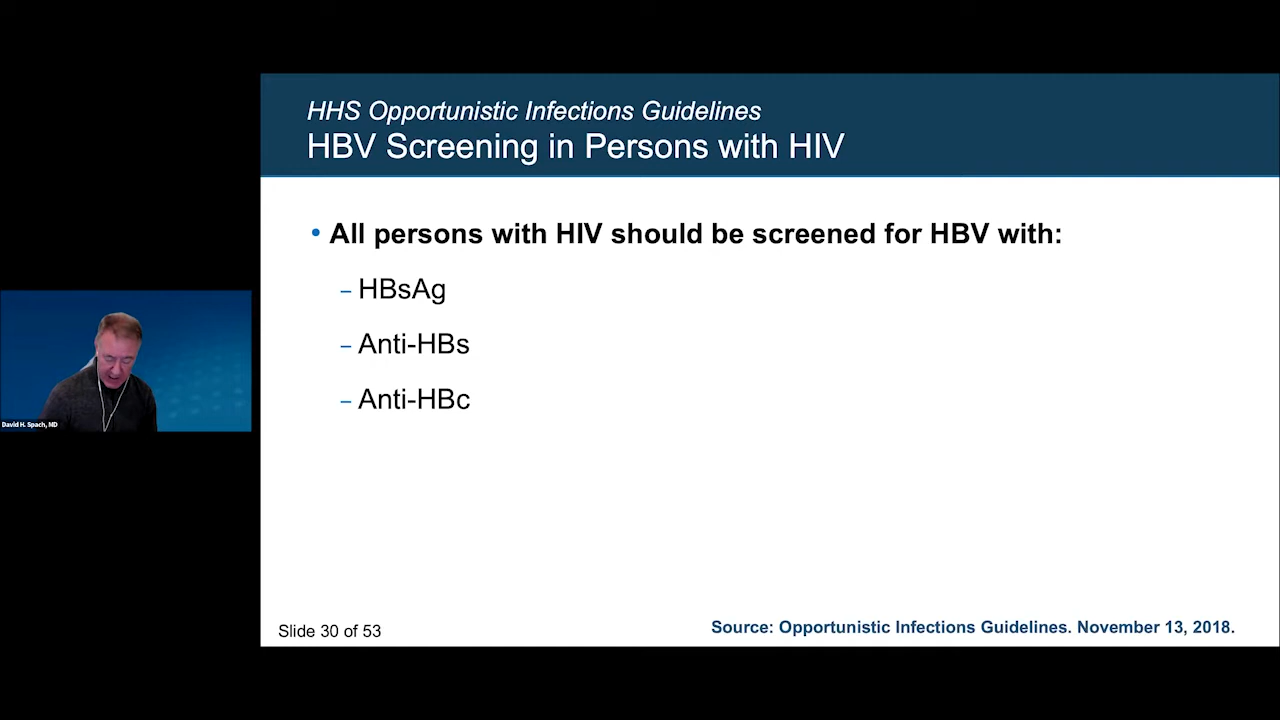 HHS Opportunistic Infections Guidelines
HBV Screening in Persons with HIV
• All persons with HIV should be screened for HBV with:
– HBsAg
– Anti-HBs
– Anti-HBc
David H. Spach, MD
Slide 30 of 53
Source: Opportunistic Infections Guidelines. November 13, 2018.